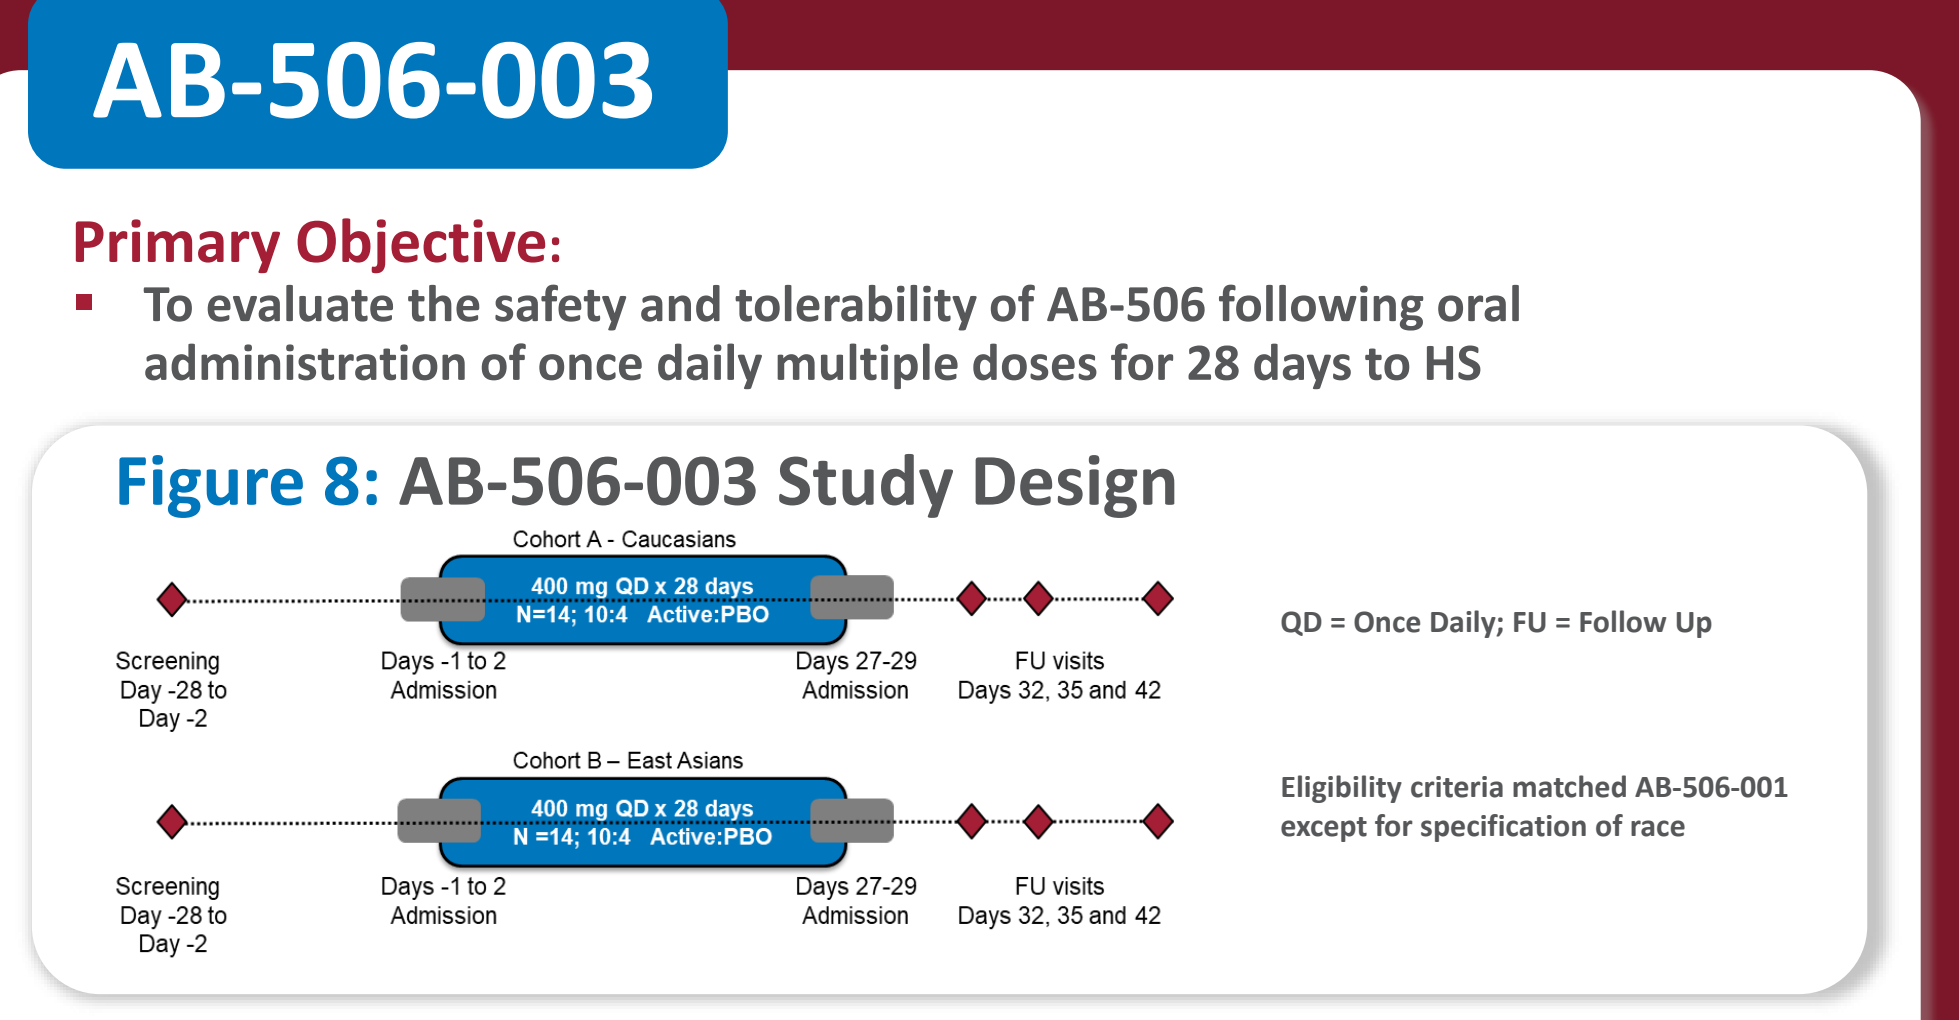 AB-506-003
Primary Objective:
▪ To evaluate the safety and tolerability of AB-506 following oral
administration of once daily multiple doses for 28 days to HS
Figure 8: AB-506-003 Study Design
Cohort A - Caucasians
400 mg QD x 28 days
N=14; 10:4 Active:PBO
Screening
Day -28 to
Day -2
Days -1 to 2
Admission
Days 27-29
Admission
FU visits
Days 32, 35 and 42
QD = Once Daily; FU = Follow Up
Cohort B – East Asians
400 mg QD x 28 days
N =14; 10:4 Active:PBO
Screening
Day -28 to
Day -2
Days -1 to 2
Admission
Days 27-29
Admission
FU visits
Days 32, 35 and 42
Eligibility criteria matched AB-506-001
except for specification of race